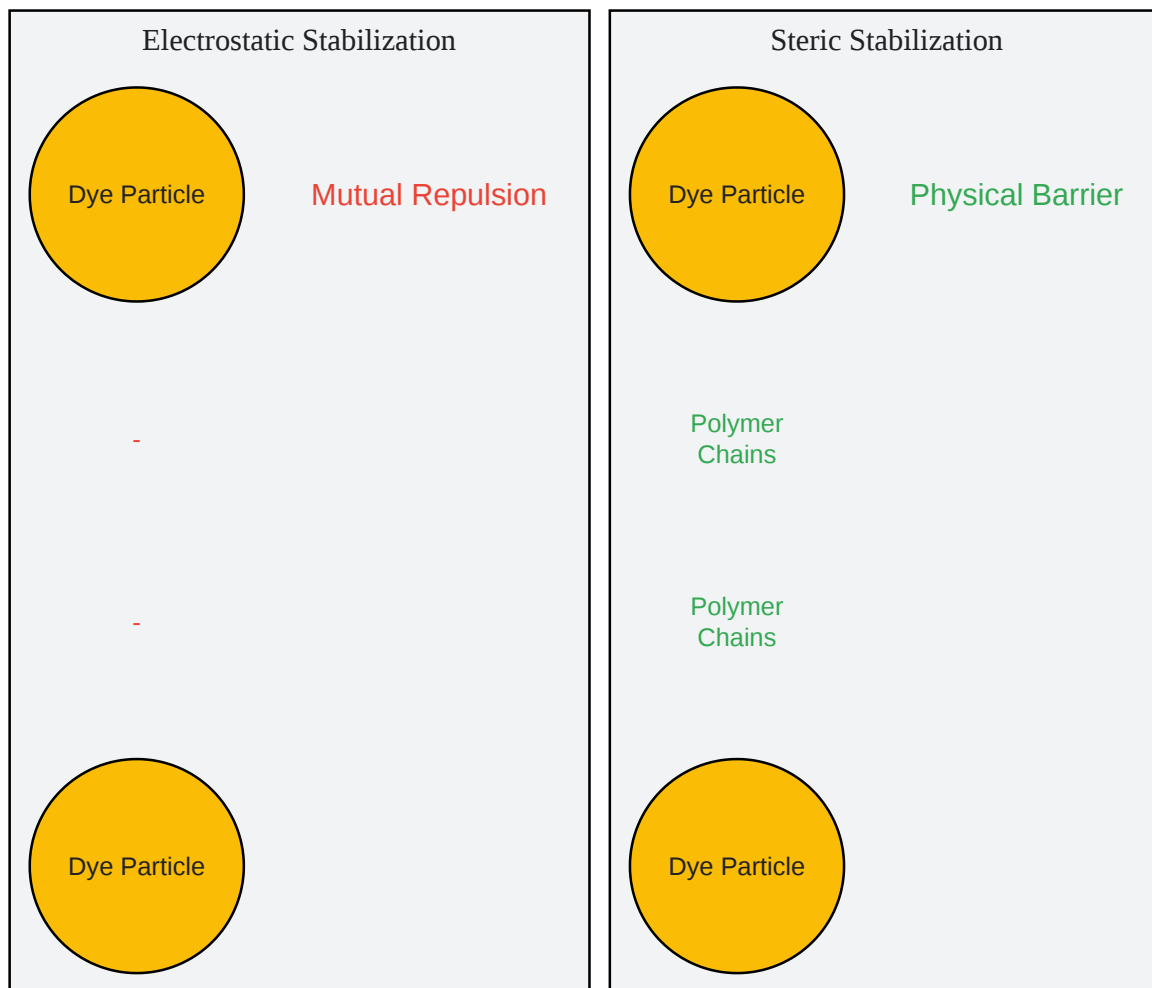 Electrostatic Stabilization
Dye Particle
Mutual Repulsion
-
-
Dye Particle
Steric Stabilization
Dye Particle
Physical Barrier
Polymer
Chains
Polymer
Chains
Dye Particle